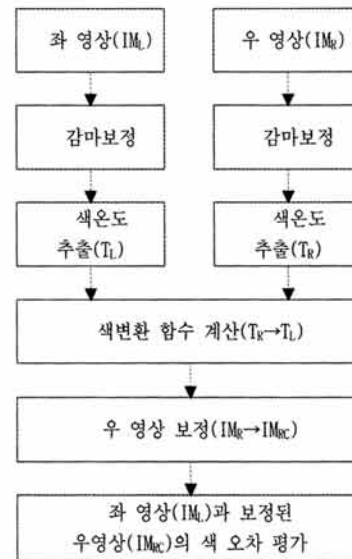 좌 영상(IM_L)
우 영상(IM_R)
감마보정
감마보정
색온도
추출(T_L)
색온도
추출(T_R)
색변환 함수 계산(T_R→T_L)
우 영상 보정(IM_R→IM_RC)
좌 영상(IM_L)과 보정된
우영상(IM_RC)의 색 오차 평가